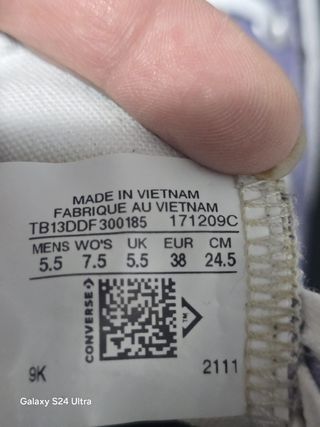 MADE IN VIETNAM
FABRIQUE AU VIETNAM
TB13DDF300185 171209C
MENS WO'S UK EUR CM
5.5 7.5 5.5 38 24.5
CONVERSE
9K 2111
Galaxy S24 Ultra